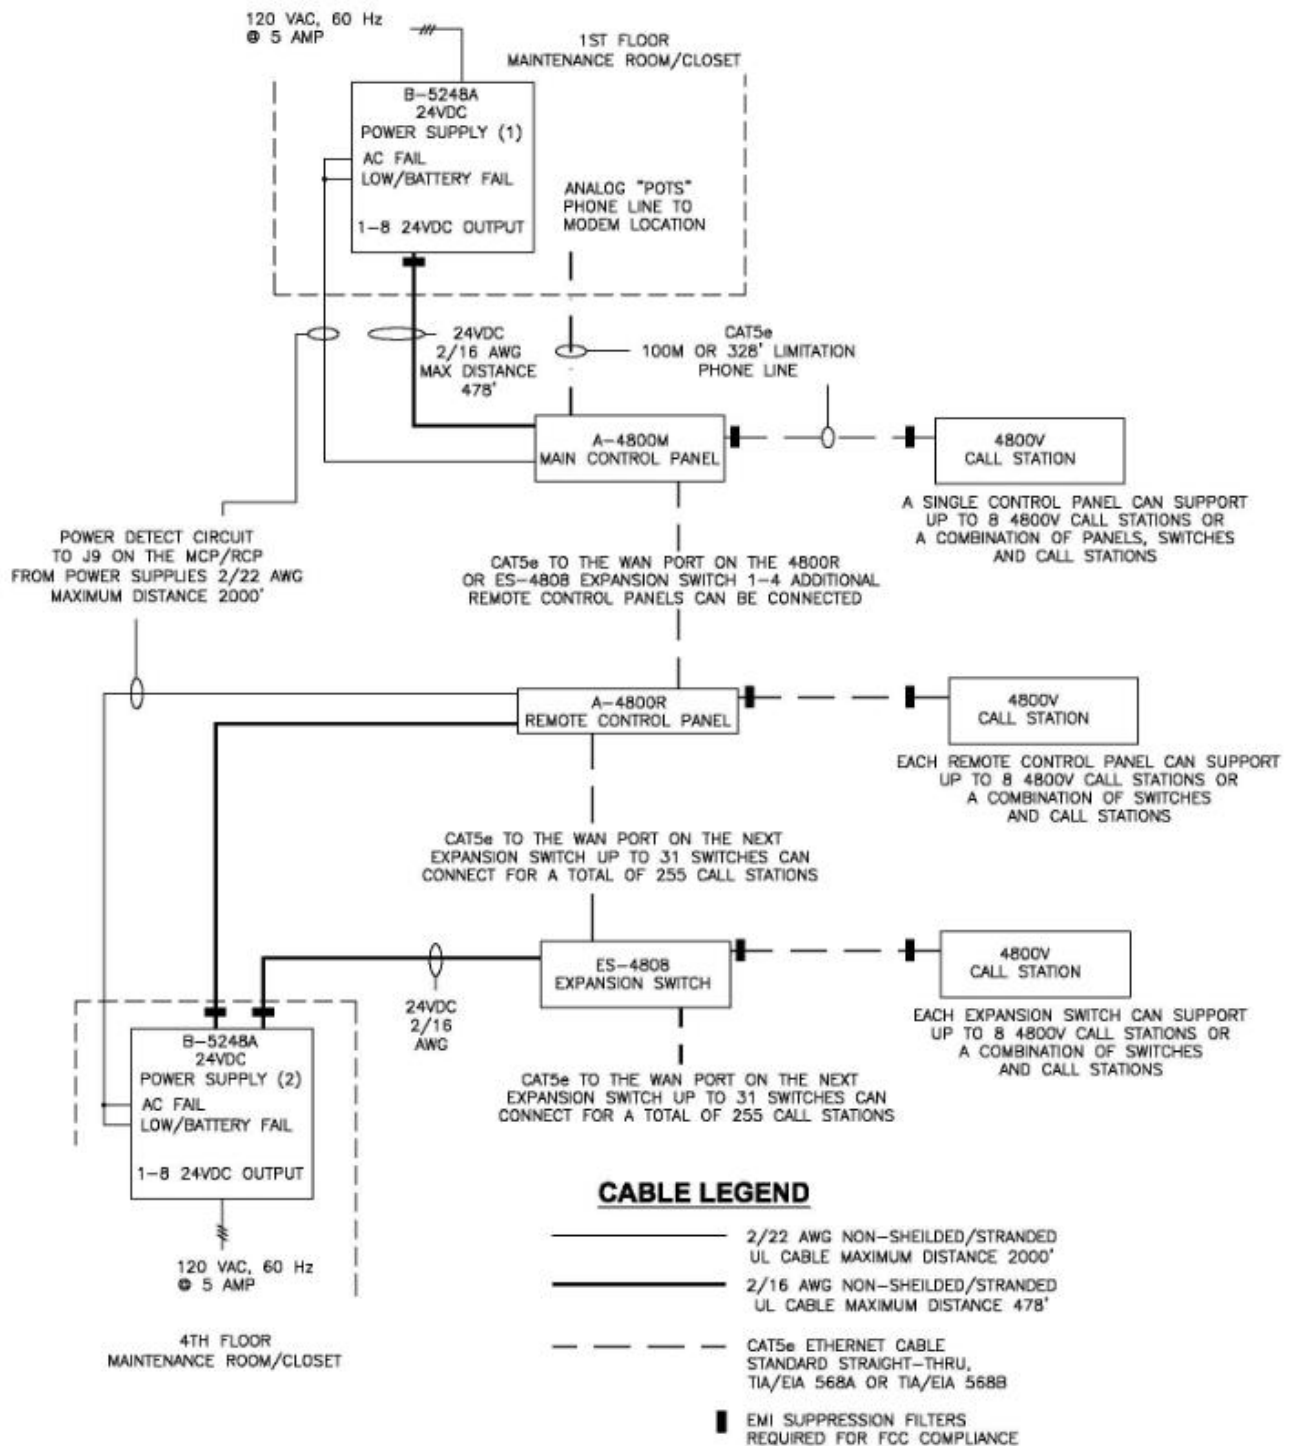 120 VAC, 60 Hz
@ 5 AMP
1ST FLOOR
MAINTENANCE ROOM/CLOSET
B-5248A
24VDC
POWER SUPPLY (1)
AC FAIL
LOW/BATTERY FAIL
1-8 24VDC OUTPUT
ANALOG "POTS"
PHONE LINE TO
MODEM LOCATION
24VDC
2/16 AWG
MAX DISTANCE
478'
CAT5e
100M OR 328' LIMITATION
PHONE LINE
A-4800M
MAIN CONTROL PANEL
4800V
CALL STATION
A SINGLE CONTROL PANEL CAN SUPPORT
UP TO 8 4800V CALL STATIONS OR
A COMBINATION OF PANELS, SWITCHES
AND CALL STATIONS
POWER DETECT CIRCUIT
TO J9 ON THE MCP/RCP
FROM POWER SUPPLIES 2/22 AWG
MAXIMUM DISTANCE 2000'
CAT5e TO THE WAN PORT ON THE 4800R
OR ES-4808 EXPANSION SWITCH 1-4 ADDITIONAL
REMOTE CONTROL PANELS CAN BE CONNECTED
A-4800R
REMOTE CONTROL PANEL
4800V
CALL STATION
EACH REMOTE CONTROL PANEL CAN SUPPORT
UP TO 8 4800V CALL STATIONS OR
A COMBINATION OF SWITCHES
AND CALL STATIONS
CAT5e TO THE WAN PORT ON THE NEXT
EXPANSION SWITCH UP TO 31 SWITCHES CAN
CONNECT FOR A TOTAL OF 255 CALL STATIONS
ES-4808
EXPANSION SWITCH
4800V
CALL STATION
EACH EXPANSION SWITCH CAN SUPPORT
UP TO 8 4800V CALL STATIONS OR
A COMBINATION OF SWITCHES
AND CALL STATIONS
24VDC
2/16
AWG
CAT5e TO THE WAN PORT ON THE NEXT
EXPANSION SWITCH UP TO 31 SWITCHES CAN
CONNECT FOR A TOTAL OF 255 CALL STATIONS
B-5248A
24VDC
POWER SUPPLY (2)
AC FAIL
LOW/BATTERY FAIL
1-8 24VDC OUTPUT
120 VAC, 60 Hz
@ 5 AMP
4TH FLOOR
MAINTENANCE ROOM/CLOSET
CABLE LEGEND
2/22 AWG NON-SHEILDED/STRANDED
UL CABLE MAXIMUM DISTANCE 2000'
2/16 AWG NON-SHEILDED/STRANDED
UL CABLE MAXIMUM DISTANCE 478'
CAT5e ETHERNET CABLE
STANDARD STRAIGHT-THRU,
TIA/EIA 568A OR TIA/EIA 568B
EMI SUPPRESSION FILTERS
REQUIRED FOR FCC COMPLIANCE